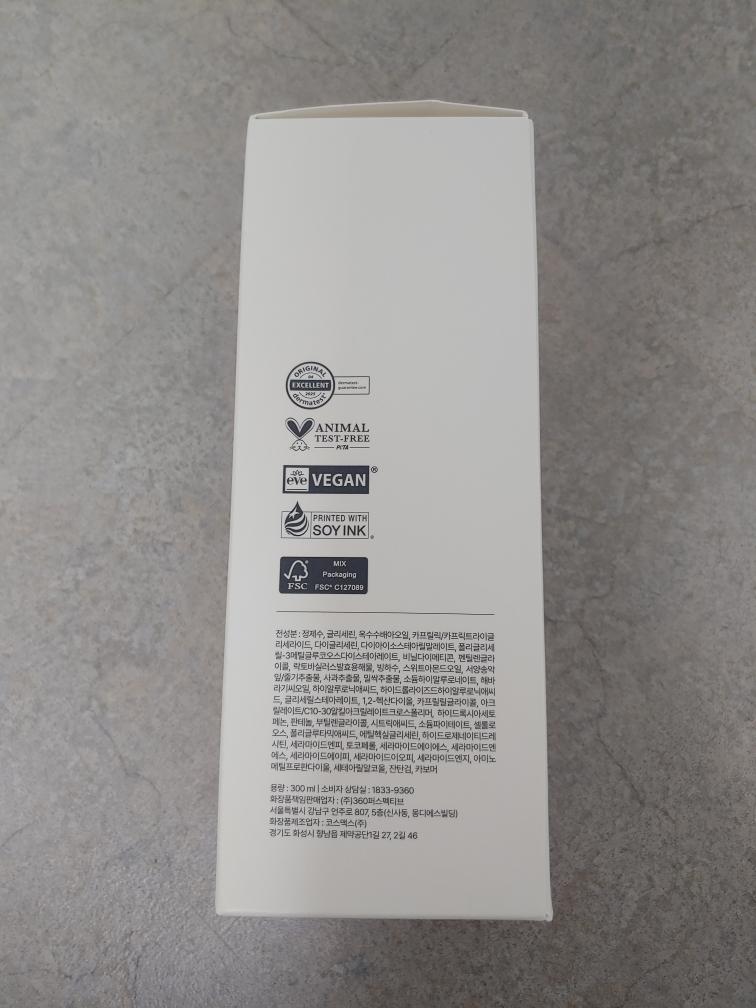 ORIGINAL
EXCELLENT
2023
dermatest®
dermatest-
guarantee.com
ANIMAL
TEST-FREE
PETA
eve VEGAN®
PRINTED WITH
SOY INK®
FSC
MIX
Packaging
FSC® C127089
전성분 : 정제수, 글리세린, 옥수수배아오일, 카프릴릭/카프릭트라이글
리세라이드, 다이글리세린, 다이아이소스테아릴말레이트, 폴리글리세
릴-3메틸글루코오스다이스테아레이트, 비닐다이메티콘, 펜틸렌글라
이콜, 락토바실러스발효용해물, 빙하수, 스위트아몬드오일, 서양송악
잎/줄기추출물, 사과추출물, 밀싹추출물, 소듐하이알루로네이트, 해바
라기씨오일, 하이알루로닉애씨드, 하이드롤라이즈드하이알루로닉애씨
드, 글리세릴스테아레이트, 1,2-헥산다이올, 카프릴릴글라이콜, 아크
릴레이트/C10-30알킬아크릴레이트크로스폴리머, 하이드록시아세토
페논, 판테놀, 부틸렌글라이콜, 시트릭애씨드, 소듐파이테이트, 셀룰로
오스, 폴리글루타믹애씨드, 에틸헥실글리세린, 하이드로제네이티드레
시틴, 세라마이드엔피, 토코페롤, 세라마이드에이에스, 세라마이드엔
에스, 세라마이드에이피, 세라마이드이오피, 세라마이드엔지, 아미노
메틸프로판다이올, 세테아릴알코올, 잔탄검, 카보머
용량 : 300 ml | 소비자 상담실 : 1833-9360
화장품책임판매업자 : (주)360퍼스펙티브
서울특별시 강남구 언주로 807, 5층(신사동, 몽디에스빌딩)
화장품제조업자 : 코스맥스(주)
경기도 화성시 향남읍 제약공단1길 27, 2길 46